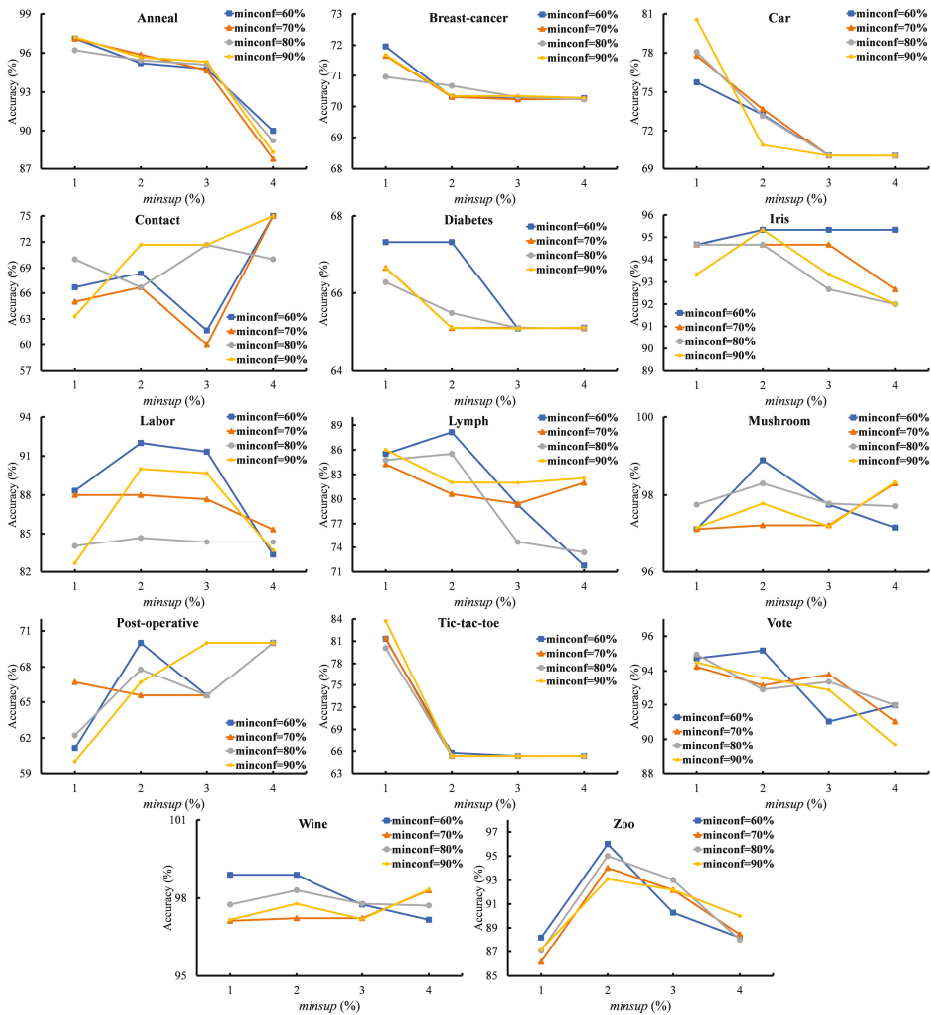 Anneal
99
96
93
90
87
Accuracy (%)
minconf=60%
minconf=70%
minconf=80%
minconf=90%
1 2 3 4
minsup (%)
Breast-cancer
73
72
71
70
69
68
Accuracy (%)
minconf=60%
minconf=70%
minconf=80%
minconf=90%
1 2 3 4
minsup (%)
Car
81
78
75
72
69
Accuracy (%)
minconf=60%
minconf=70%
minconf=80%
minconf=90%
1 2 3 4
minsup (%)
Contact
75
72
69
66
63
60
57
Accuracy (%)
minconf=60%
minconf=70%
minconf=80%
minconf=90%
1 2 3 4
minsup (%)
Diabetes
68
66
64
Accuracy (%)
minconf=60%
minconf=70%
minconf=80%
minconf=90%
1 2 3 4
minsup (%)
Iris
96
95
93
92
91
90
89
Accuracy (%)
minconf=60%
minconf=70%
minconf=80%
minconf=90%
1 2 3 4
minsup (%)
Labor
94
91
88
85
82
Accuracy (%)
minconf=60%
minconf=70%
minconf=80%
minconf=90%
1 2 3 4
minsup (%)
Lymph
86
83
80
77
74
71
Accuracy (%)
minconf=60%
minconf=70%
minconf=80%
minconf=90%
1 2 3 4
minsup (%)
Mushroom
100
98
96
Accuracy (%)
minconf=60%
minconf=70%
minconf=80%
minconf=90%
1 2 3 4
minsup (%)
Post-operative
71
68
65
62
59
Accuracy (%)
minconf=60%
minconf=70%
minconf=80%
minconf=90%
1 2 3 4
minsup (%)
Tic-tac-toe
84
81
78
75
72
69
66
63
Accuracy (%)
minconf=60%
minconf=70%
minconf=80%
minconf=90%
1 2 3 4
minsup (%)
Vote
96
94
92
90
88
Accuracy (%)
minconf=60%
minconf=70%
minconf=80%
minconf=90%
1 2 3 4
minsup (%)
Wine
101
98
95
Accuracy (%)
minconf=60%
minconf=70%
minconf=80%
minconf=90%
1 2 3 4
minsup (%)
Zoo
97
95
93
91
89
87
85
Accuracy (%)
minconf=60%
minconf=70%
minconf=80%
minconf=90%
1 2 3 4
minsup (%)